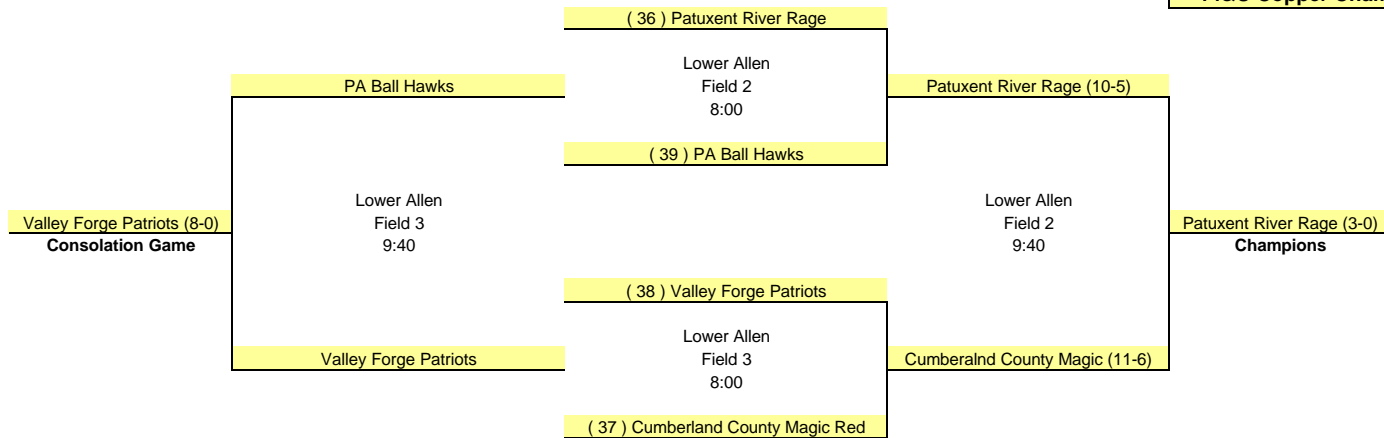 ( 36 ) Patuxent River Rage
Lower Allen
Field 2
8:00
PA Ball Hawks
Patuxent River Rage (10-5)
( 39 ) PA Ball Hawks
Lower Allen
Field 3
9:40
Lower Allen
Field 2
9:40
Valley Forge Patriots (8-0)
Consolation Game
Patuxent River Rage (3-0)
Champions
( 38 ) Valley Forge Patriots
Lower Allen
Field 3
8:00
Valley Forge Patriots
Cumberalnd County Magic (11-6)
( 37 ) Cumberland County Magic Red